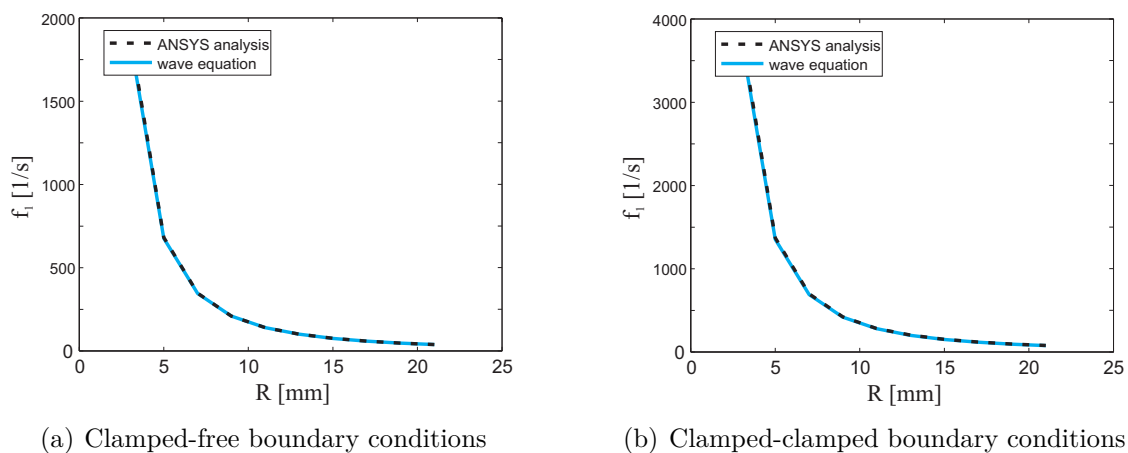 2000
1500
1000
500
0
f₁ [1/s]
ANSYS analysis
wave equation
0 5 10 15 20 25
R [mm]
(a) Clamped-free boundary conditions
4000
3000
2000
1000
0
f₁ [1/s]
ANSYS analysis
wave equation
0 5 10 15 20 25
R [mm]
(b) Clamped-clamped boundary conditions